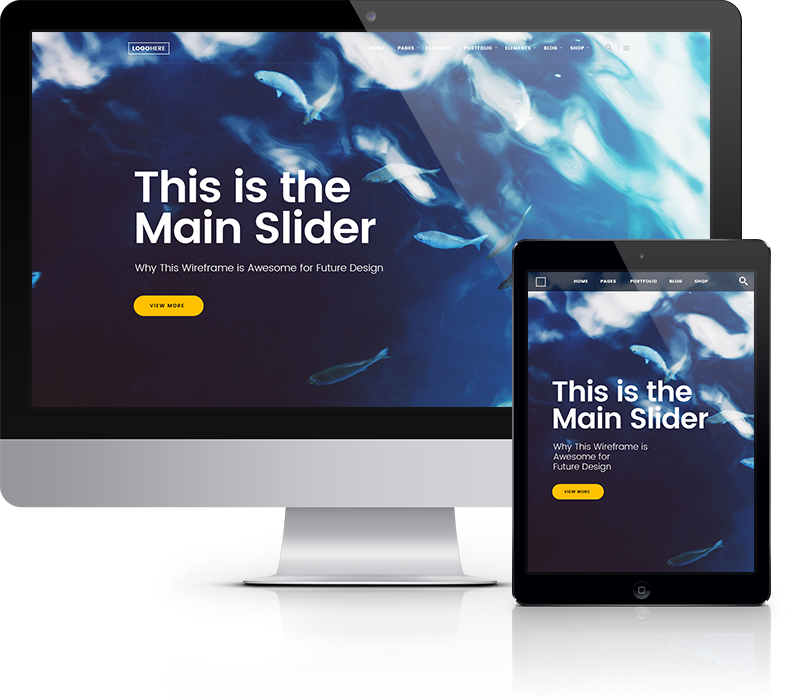 LOGOHERE
HOME PAGES FEATURES PORTFOLIO ELEMENTS BLOG SHOP
This is the
Main Slider
Why This Wireframe is Awesome for Future Design
VIEW MORE
HOME PAGES PORTFOLIO BLOG SHOP
This is the
Main Slider
Why This Wireframe is
Awesome for
Future Design
VIEW MORE